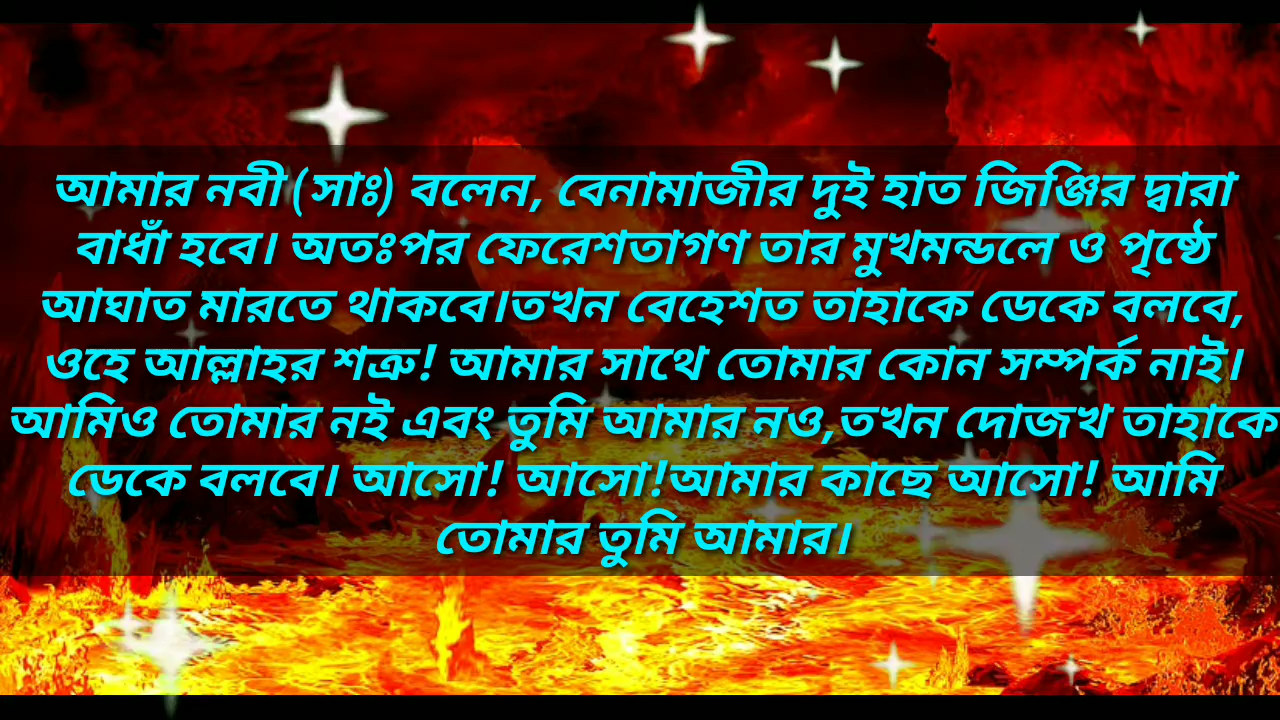 আমার নবী (সাঃ) বলেন, বেনামাজীর দুই হাত জিঞ্জির দ্বারা
বাধাঁ হবে। অতঃপর ফেরেশতাগণ তার মুখমন্ডলে ও পৃষ্ঠে
আঘাত মারতে থাকবে।তখন বেহেশত তাহাকে ডেকে বলবে,
ওহে আল্লাহর শত্রু! আমার সাথে তোমার কোন সম্পর্ক নাই।
আমিও তোমার নই এবং তুমি আমার নও,তখন দোজখ তাহাকে
ডেকে বলবে। আসো! আসো!আমার কাছে আসো! আমি
তোমার তুমি আমার।